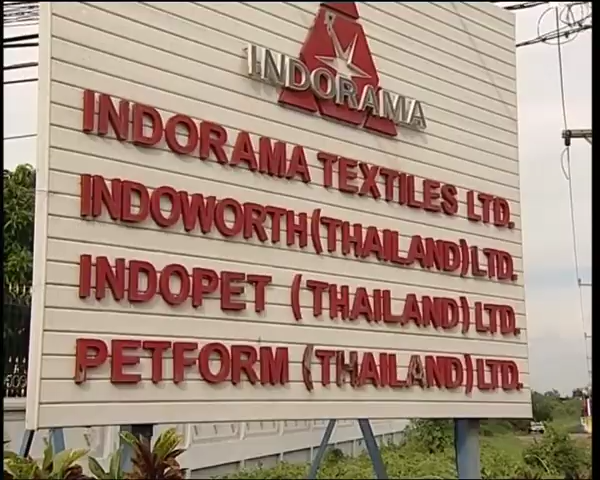 INDORAMA
INDORAMA TEXTILES LTD.
INDOWORTH (THAILAND) LTD.
INDOPET (THAILAND) LTD.
PETFORM (THAILAND) LTD.